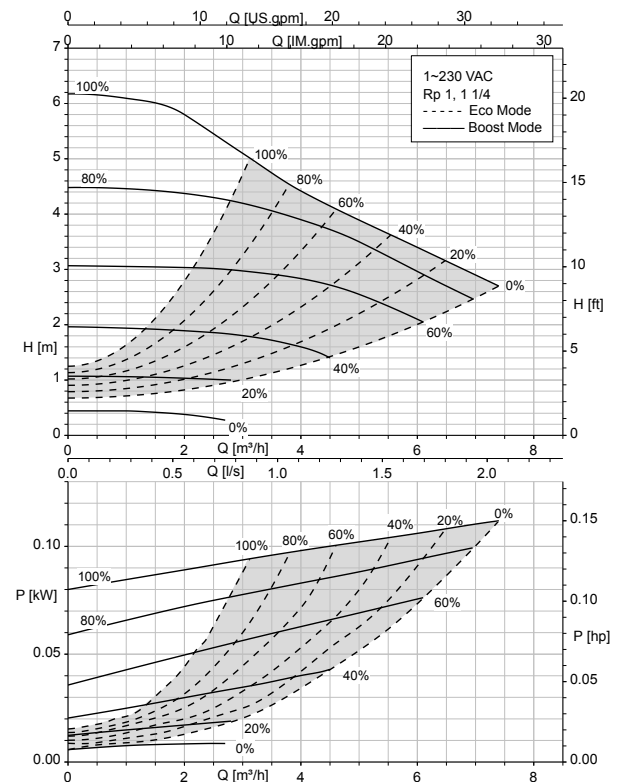 0 10 Q [US.gpm] 20 30
0 10 Q [IM.gpm] 20 30
7
6
5
4
3
2
1
0
H [m]
20
15
10
5
0
H [ft]
1~230 VAC
Rp 1, 1 1/4
Eco Mode
Boost Mode
100%
80%
100%
80%
60%
40%
20%
0%
60%
40%
20%
0%
0 2 4 6 8
Q [m³/h]
0.0 0.5 1.0 1.5 2.0
Q [l/s]
0.10
0.05
0.00
P [kW]
0.15
0.10
0.05
0.00
P [hp]
100%
80%
100%
80%
60%
40%
20%
0%
60%
40%
20%
0%
0 2 4 6 8
Q [m³/h]